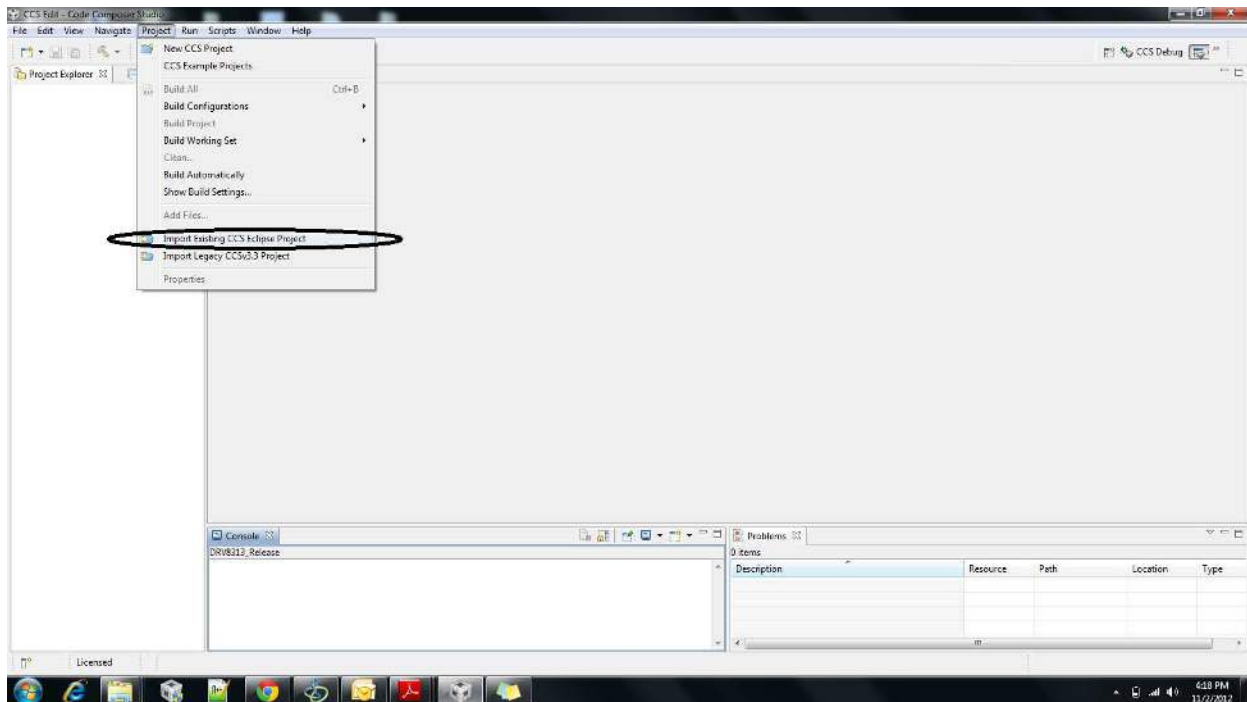 CCS Edit - Code Composer Studio
File Edit View Navigate Project Run Scripts Window Help
New CCS Project
CCS Example Projects
Build All Ctrl+B
Build Configurations
Build Project
Build Working Set
Clean...
Build Automatically
Show Build Settings...
Add Files...
Import Existing CCS Eclipse Project
Import Legacy CCSv3.3 Project
Properties
CCS Debug
Project Explorer
Console
DRV8313_Release
Problems
0 items
Description Resource Path Location Type
Licensed
4:18 PM
11/2/2012